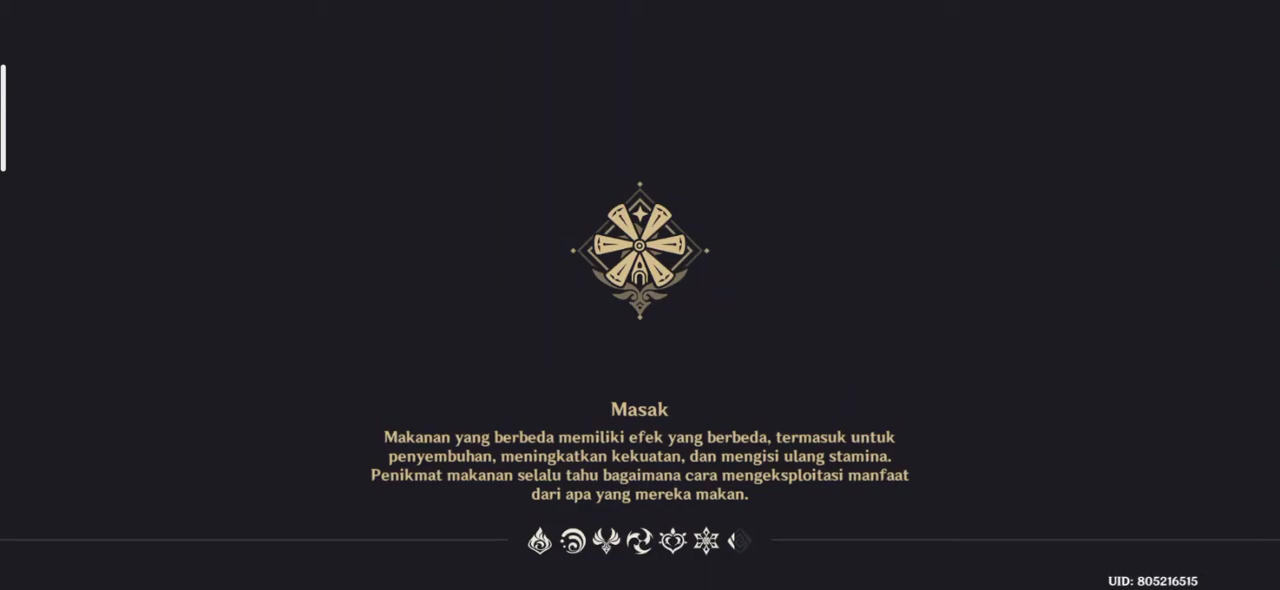 Masak
Makanan yang berbeda memiliki efek yang berbeda, termasuk untuk
penyembuhan, meningkatkan kekuatan, dan mengisi ulang stamina.
Penikmat makanan selalu tahu bagaimana cara mengeksploitasi manfaat
dari apa yang mereka makan.
UID: 805216515